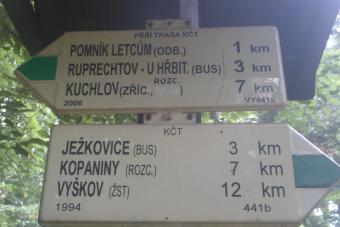 PĚŠÍ TRASA KČT
POMNÍK LETCŮM (ODB.) 1 km
RUPRECHTOV - U HŘBIT. (BUS) 3 km
KUCHLOV (ZŘÍC., ROZC. 7 km
2006 VY441a
KČT
JEŽKOVICE (BUS) 3 km
KOPANINY (ROZC.) 7 km
VYŠKOV (ŽST) 12 km
1994 441b